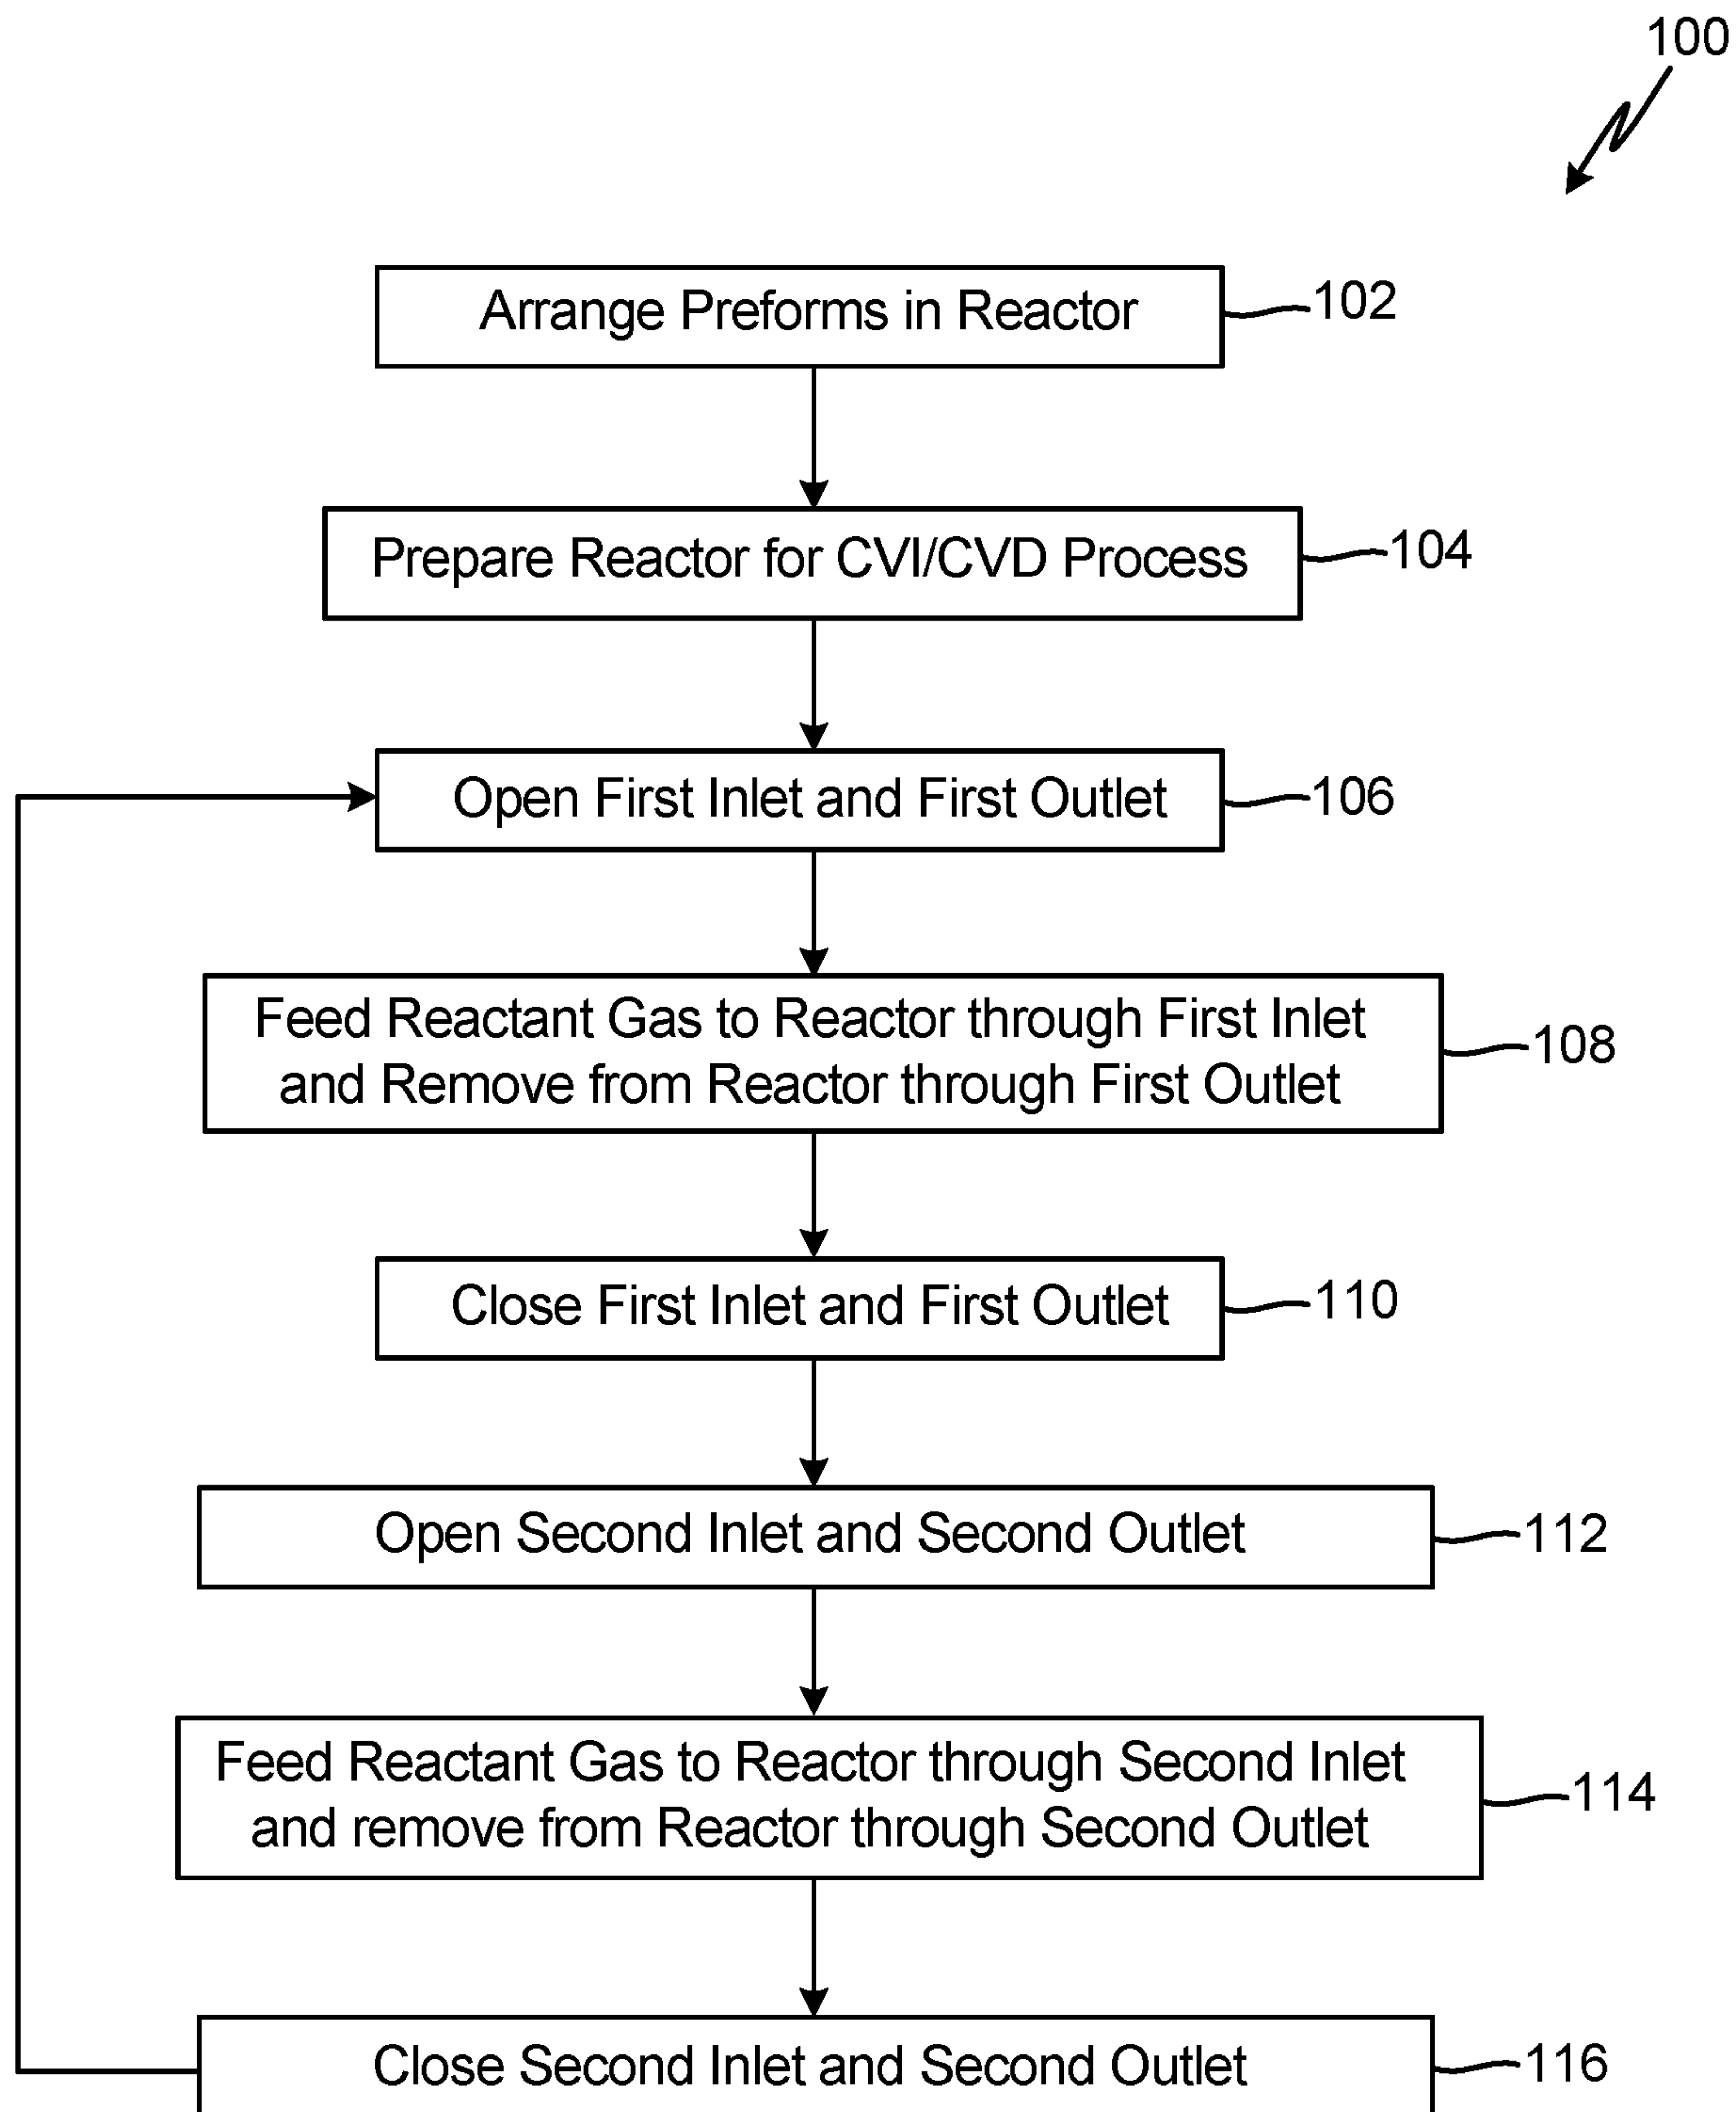 100
Arrange Preforms in Reactor
102
Prepare Reactor for CVI/CVD Process
104
Open First Inlet and First Outlet
106
Feed Reactant Gas to Reactor through First Inlet
and Remove from Reactor through First Outlet
108
Close First Inlet and First Outlet
110
Open Second Inlet and Second Outlet
112
Feed Reactant Gas to Reactor through Second Inlet
and remove from Reactor through Second Outlet
114
Close Second Inlet and Second Outlet
116